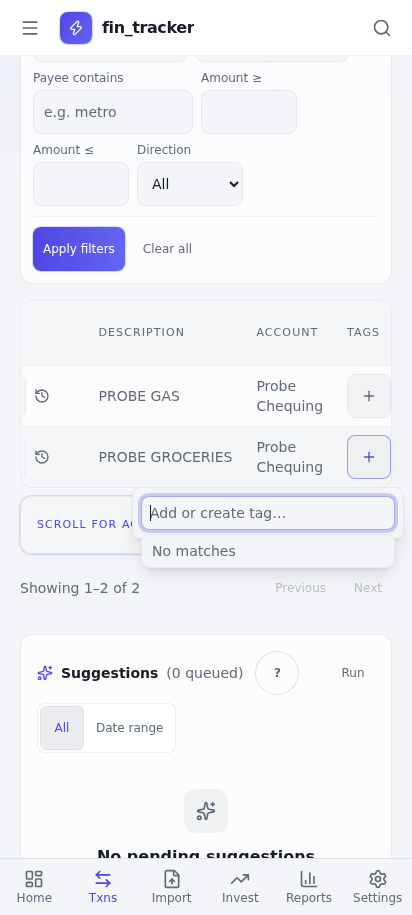 fin_tracker
Payee contains
Amount ≥
e.g. metro
Amount ≤
Direction
All
Apply filters
Clear all
DESCRIPTION
ACCOUNT
TAGS
PROBE GAS
Probe
Chequing
+
PROBE GROCERIES
Probe
Chequing
+
SCROLL FOR AC
Add or create tag…
No matches
Showing 1–2 of 2
Previous
Next
Suggestions
(0 queued)
?
Run
All
Date range
No pending suggestions
Home
Txns
Import
Invest
Reports
Settings